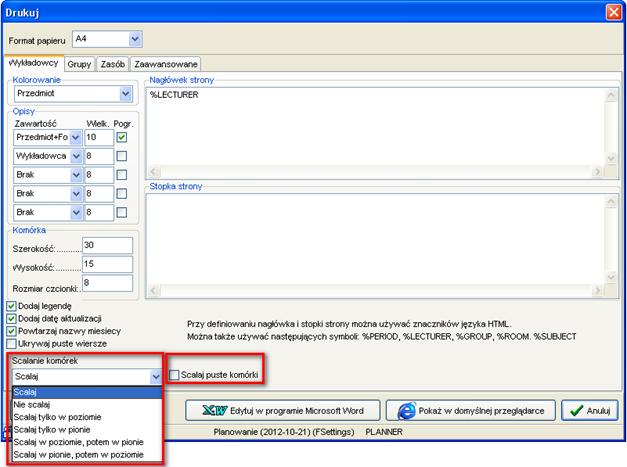 Drukuj
Format papieru A4
Wykładowcy Grupy Zasób Zaawansowane
Kolorowanie
Przedmiot
Opisy
Zawartość Wielk. Pogr.
Przedmiot+Fo 10
Wykładowca 8
Brak 8
Brak 8
Brak 8
Komórka
Szerokość:........... 30
Wysokość:............ 15
Rozmiar czcionki: 8
Nagłówek strony
%LECTURER
Stopka strony
Dodaj legendę
Dodaj datę aktualizacji
Powtarzaj nazwy miesiecy
Ukrywaj puste wiersze
Przy definiowaniu nagłówka i stopki strony można używać znaczników języka HTML.
Można także używać następujących symboli: %PERIOD, %LECTURER, %GROUP, %ROOM. %SUBJECT
Scalanie komórek
Scalaj
Scalaj puste komórki
Scalaj
Nie scalaj
Scalaj tylko w poziomie
Scalaj tylko w pionie
Scalaj w poziomie, potem w pionie
Scalaj w pionie, potem w poziomie
Edytuj w programie Microsoft Word
Pokaż w domyślnej przeglądarce
Anuluj
Planowanie (2012-10-21) (FSettings) PLANNER